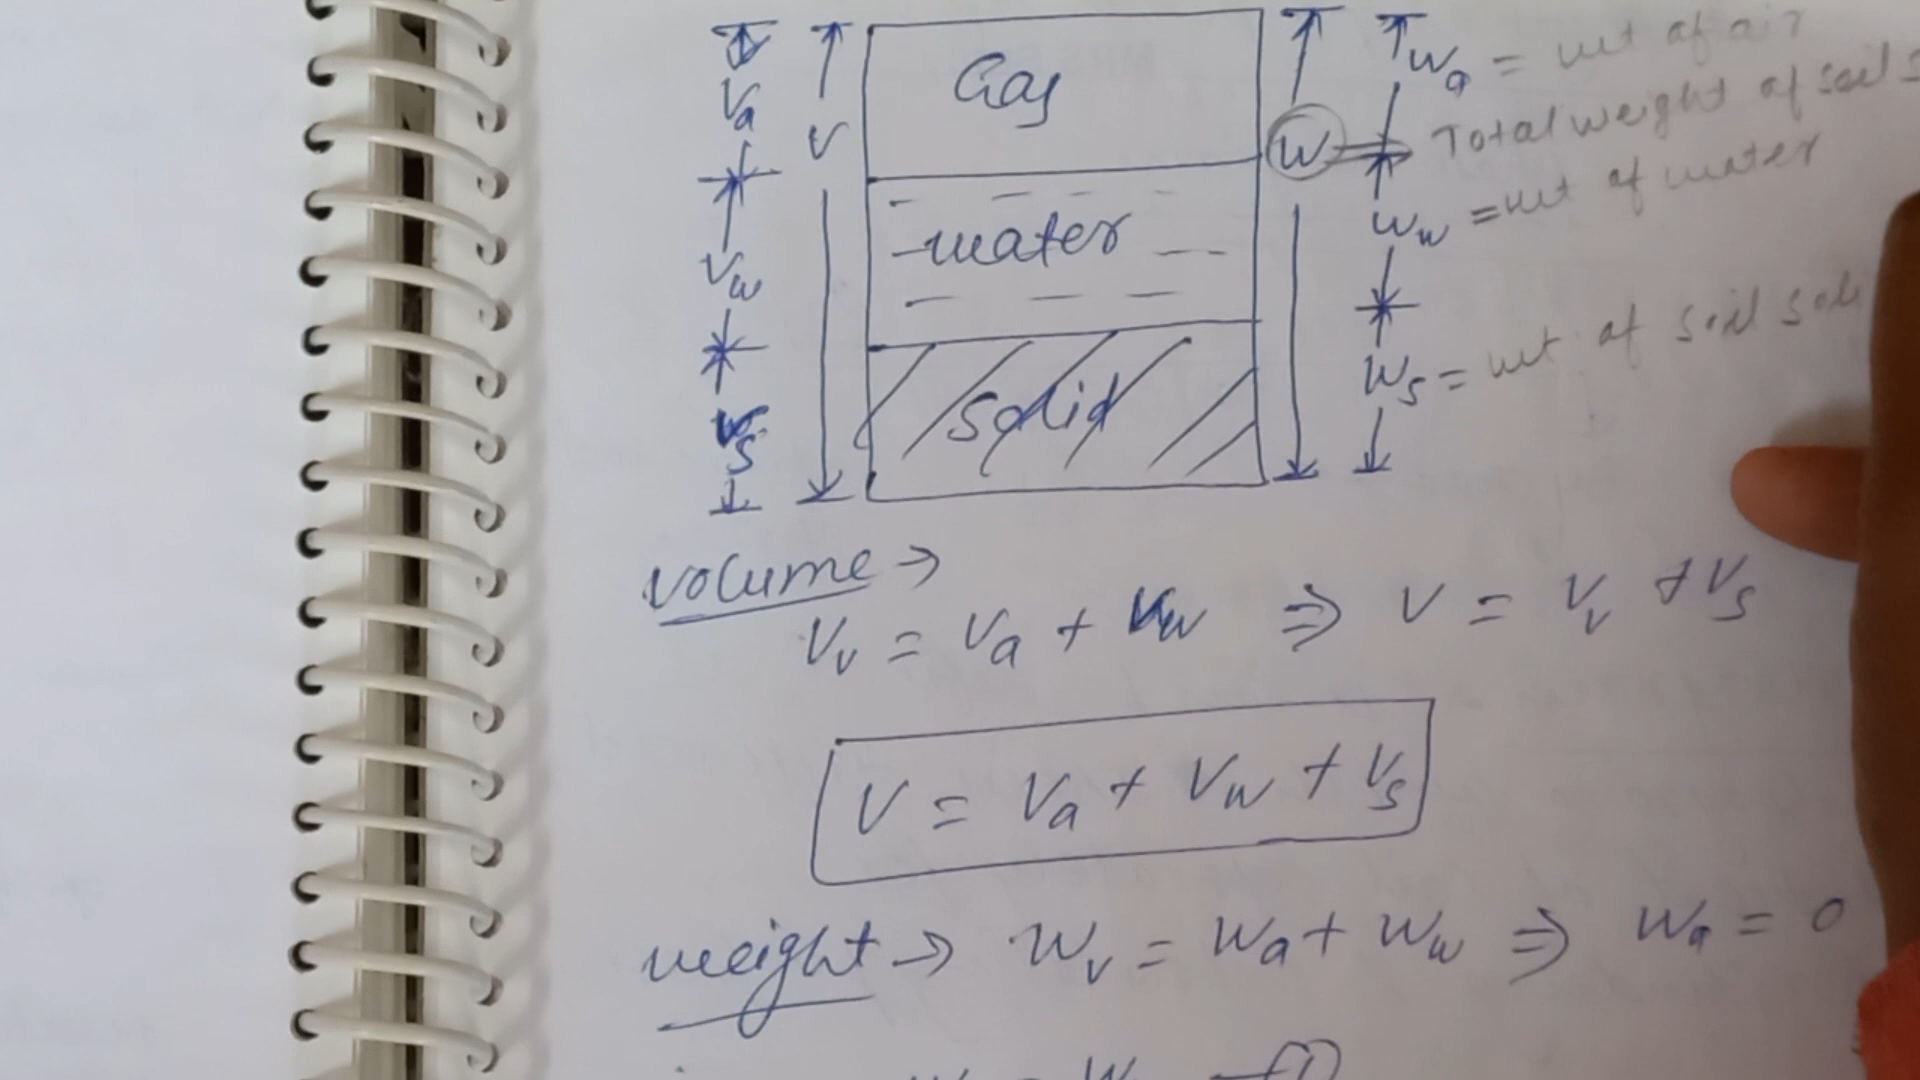 Gas
water
solid
Va
Vw
Vs
V
W ⇒ Total weight of soil
Wa = wt of air
Ww = wt of water
Ws = wt of soil
volume →
Vv = Va + Vw ⇒ V = Vv + Vs
V = Va + Vw + Vs
weight → Wv = Wa + Ww ⇒ Wa = 0